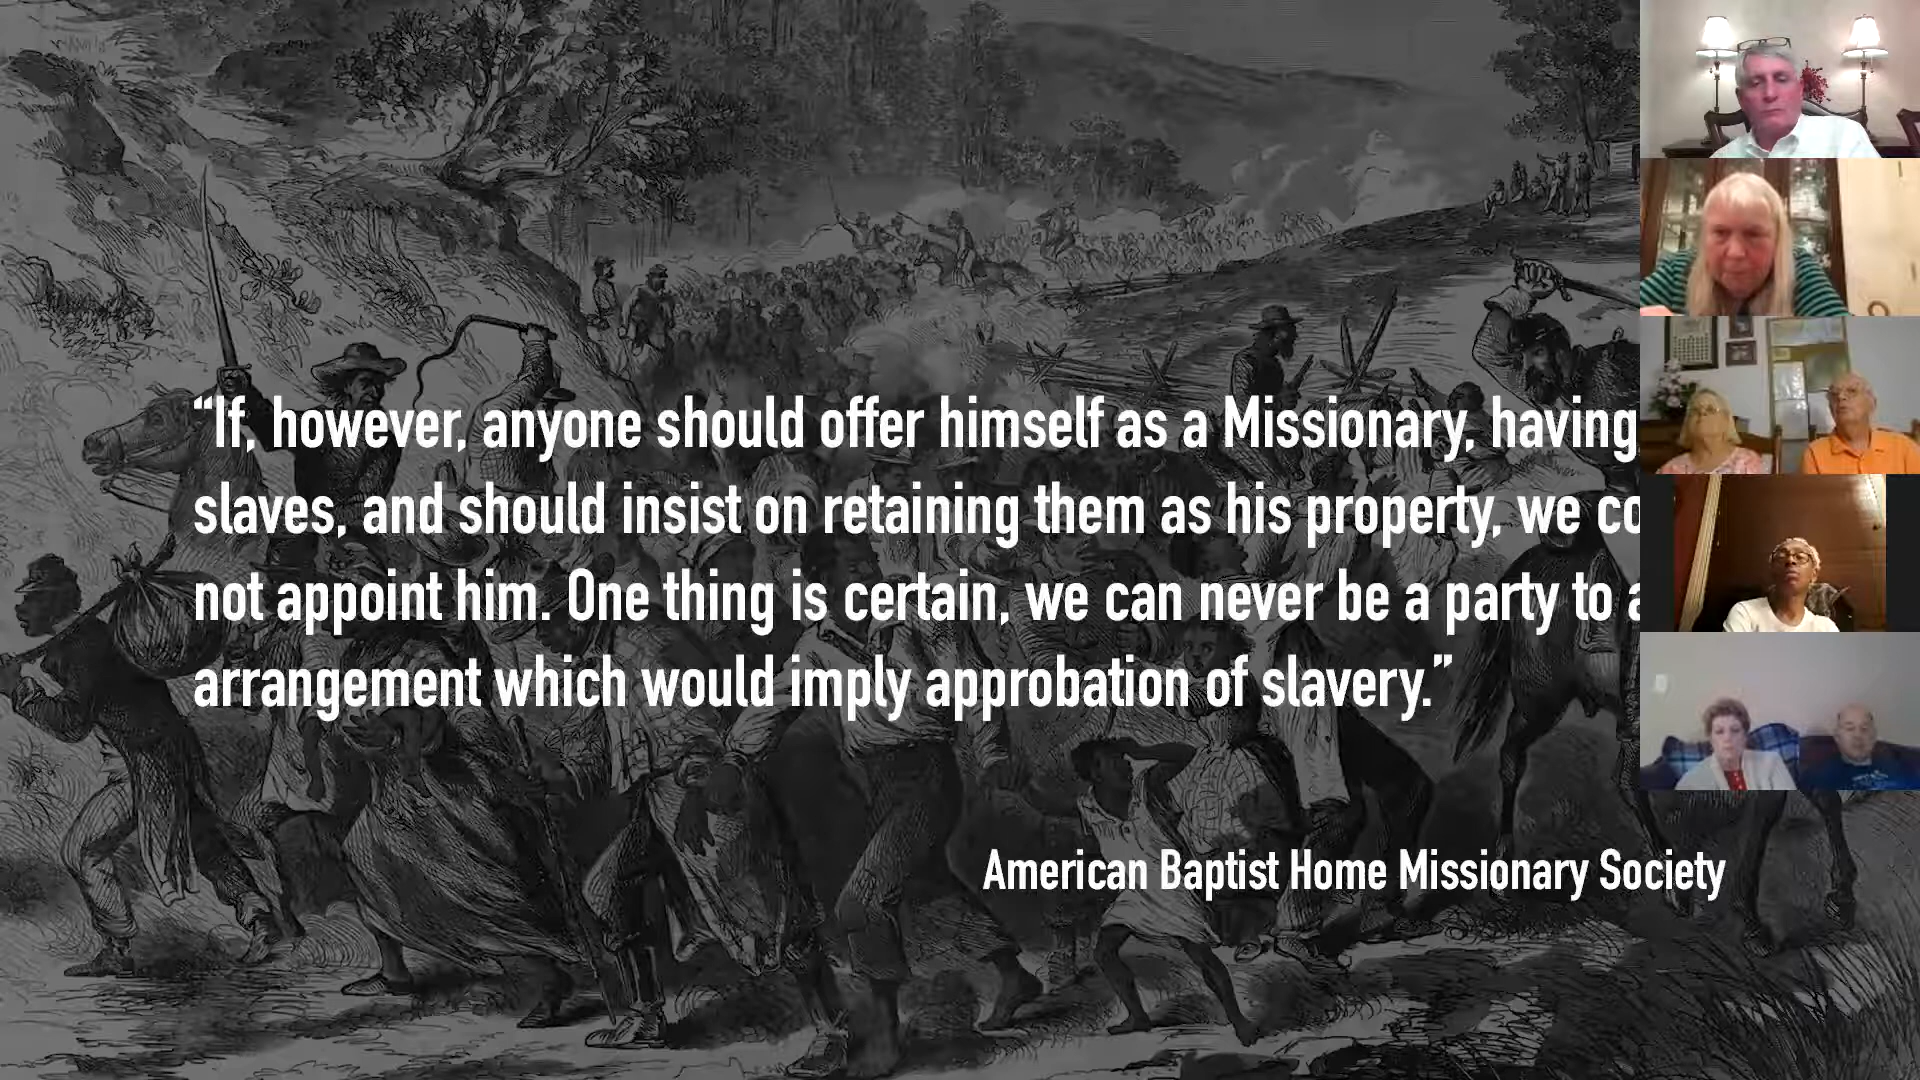 “If, however, anyone should offer himself as a Missionary, having
slaves, and should insist on retaining them as his property, we
not appoint him. One thing is certain, we can never be a party to
arrangement which would imply approbation of slavery.”
American Baptist Home Missionary Society